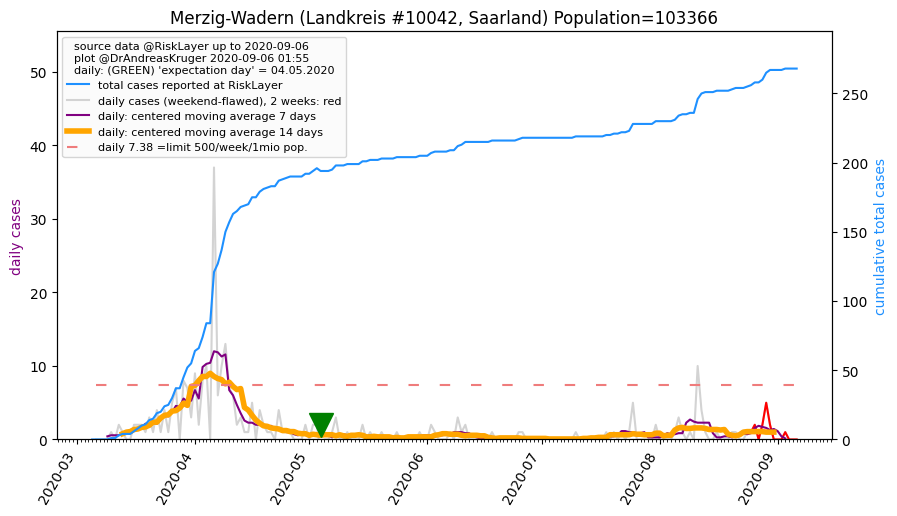 Merzig-Wadern (Landkreis #10042, Saarland) Population=103366
source data @RiskLayer up to 2020-09-06
plot @DrAndreasKruger 2020-09-06 01:55
daily: (GREEN) 'expectation day' = 04.05.2020
total cases reported at RiskLayer
daily cases (weekend-flawed), 2 weeks: red
daily: centered moving average 7 days
daily: centered moving average 14 days
daily 7.38 =limit 500/week/1mio pop.
daily cases
50
40
30
20
10
0
cumulative total cases
250
200
150
100
50
0
2020-03
2020-04
2020-05
2020-06
2020-07
2020-08
2020-09